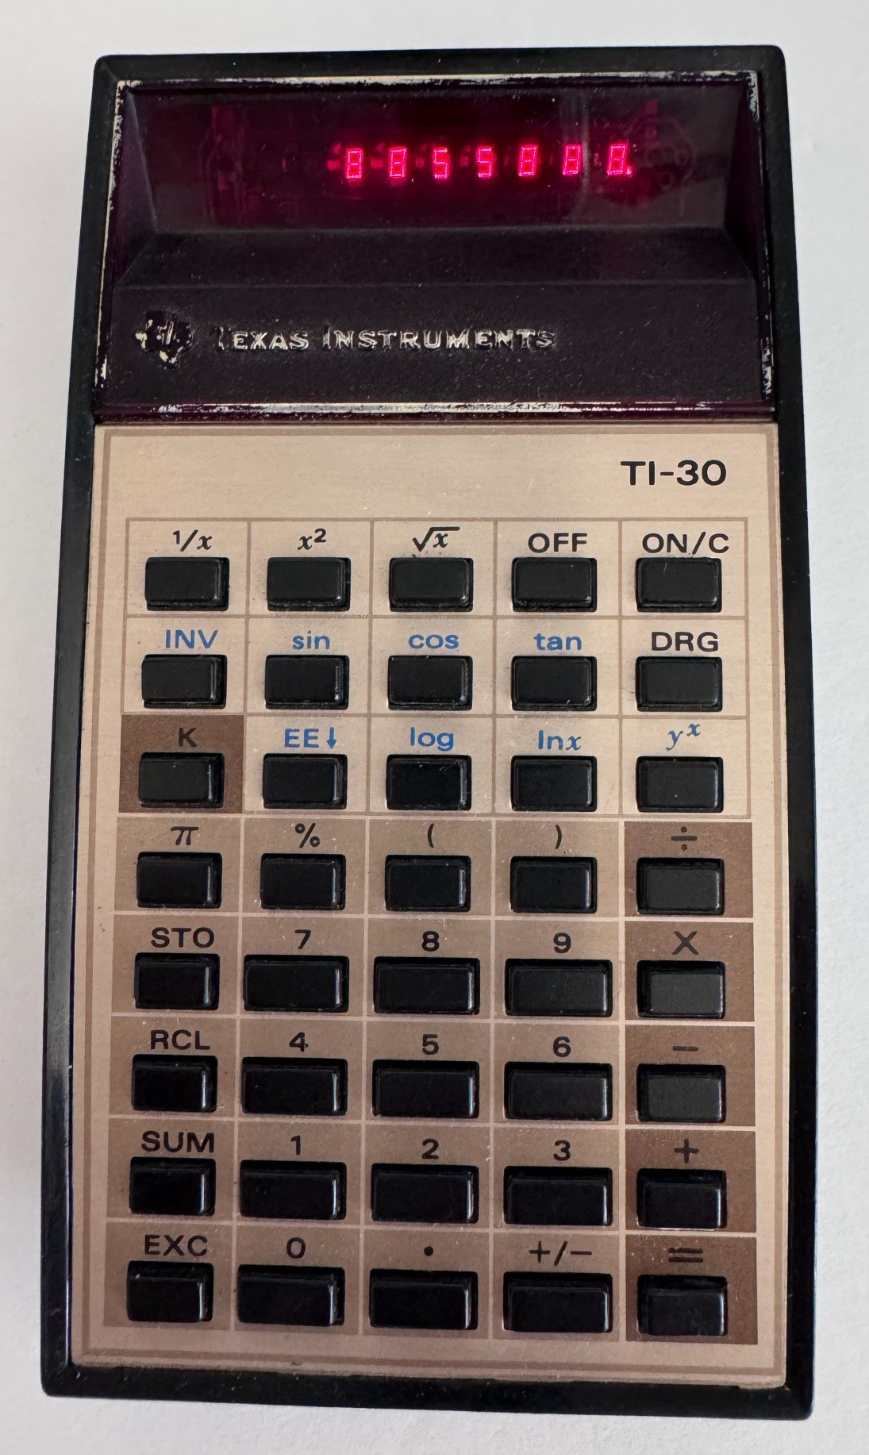 8855888.
TEXAS INSTRUMENTS
TI-30
1/x x² √x OFF ON/C
INV sin cos tan DRG
K EE↓ log lnx yˣ
π % ( ) ÷
STO 7 8 9 X
RCL 4 5 6 −
SUM 1 2 3 +
EXC 0 • +/− =